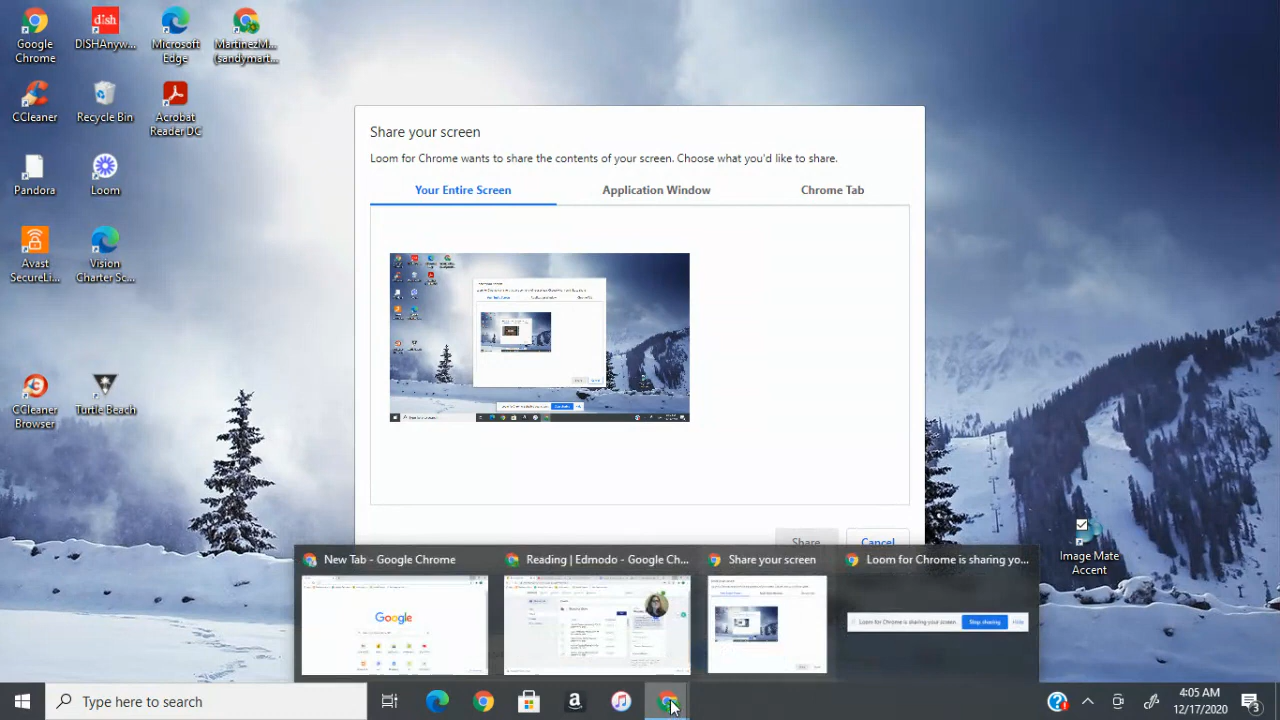 Google
Chrome
DISHAnyw...
Microsoft
Edge
MartinezM...
(sandymart...
CCleaner
Recycle Bin
Acrobat
Reader DC
Pandora
Loom
Avast
SecureLi...
Vision
Charter Sc...
CCleaner
Browser
Turtle Beach
dish
Share your screen
Loom for Chrome wants to share the contents of your screen. Choose what you'd like to share.
Your Entire Screen
Application Window
Chrome Tab
Share
Cancel
Image Mate
Accent
New Tab - Google Chrome
Reading | Edmodo - Google Ch...
Share your screen
Loom for Chrome is sharing yo...
Google
Loom for Chrome is sharing your screen.
Stop sharing
Hide
Type here to search
4:05 AM
12/17/2020
3